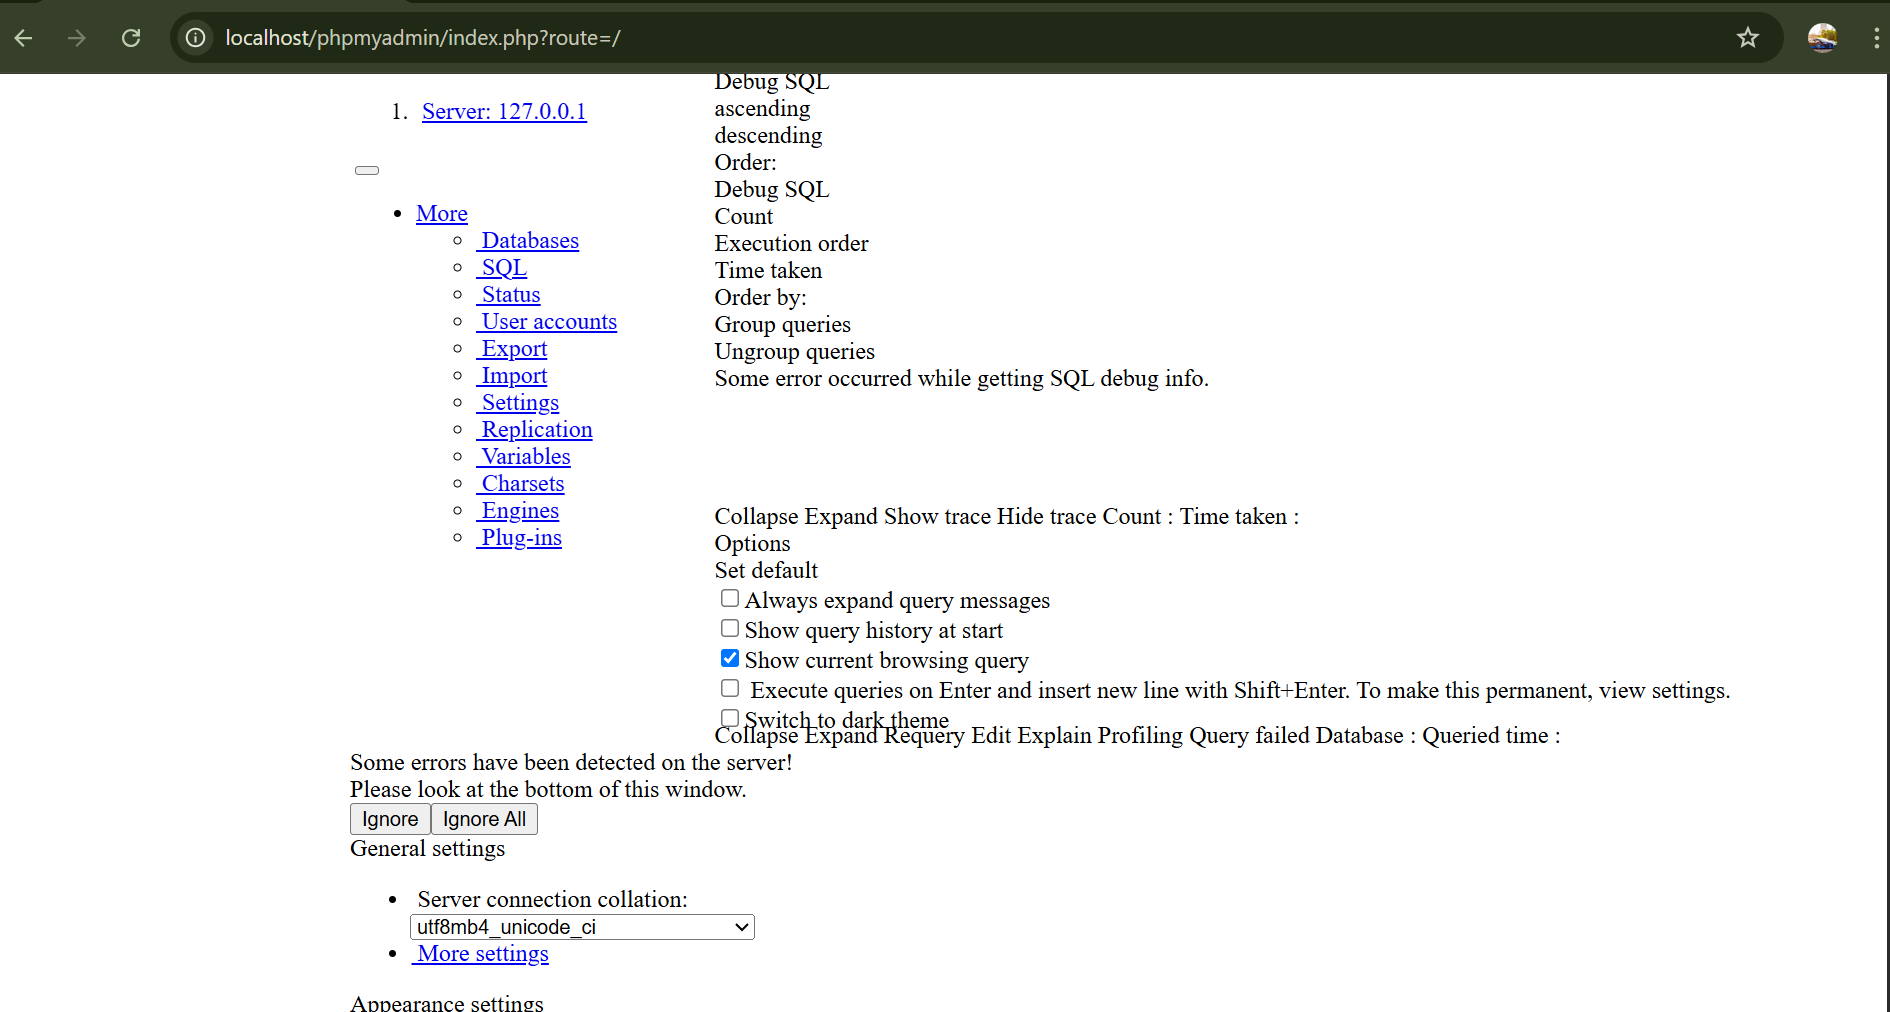 localhost/phpmyadmin/index.php?route=/
1. Server: 127.0.0.1
More
Databases
SQL
Status
User accounts
Export
Import
Settings
Replication
Variables
Charsets
Engines
Plug-ins
Debug SQL
ascending
descending
Order:
Debug SQL
Count
Execution order
Time taken
Order by:
Group queries
Ungroup queries
Some error occurred while getting SQL debug info.
Collapse Expand Show trace Hide trace Count : Time taken :
Options
Set default
Always expand query messages
Show query history at start
Show current browsing query
Execute queries on Enter and insert new line with Shift+Enter. To make this permanent, view settings.
Switch to dark theme
Collapse Expand Requery Edit Explain Profiling Query failed Database : Queried time :
Some errors have been detected on the server!
Please look at the bottom of this window.
Ignore Ignore All
General settings
Server connection collation:
utf8mb4_unicode_ci
More settings
Appearance settings